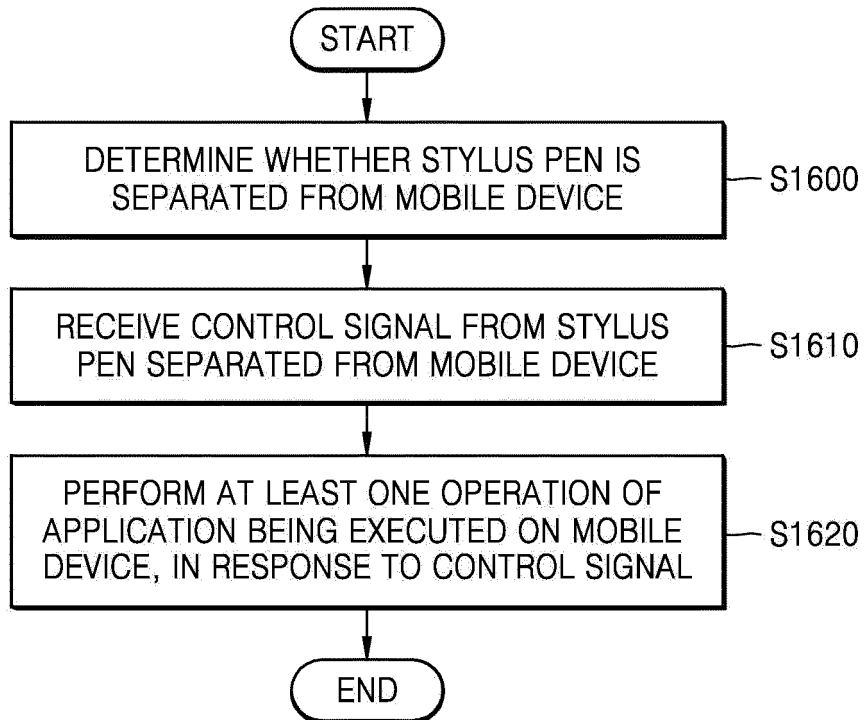 START
DETERMINE WHETHER STYLUS PEN IS
SEPARATED FROM MOBILE DEVICE
S1600
RECEIVE CONTROL SIGNAL FROM STYLUS
PEN SEPARATED FROM MOBILE DEVICE
S1610
PERFORM AT LEAST ONE OPERATION OF
APPLICATION BEING EXECUTED ON MOBILE
DEVICE, IN RESPONSE TO CONTROL SIGNAL
S1620
END